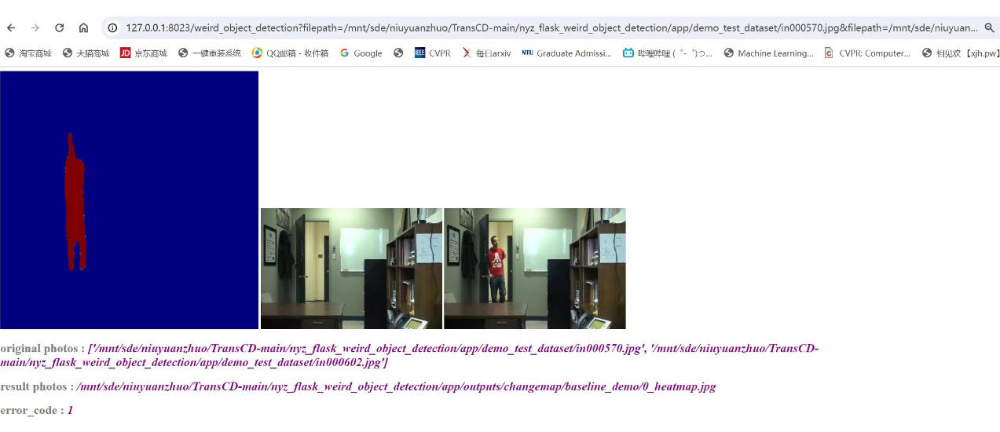 127.0.0.1:8023/weird_object_detection?filepath=/mnt/sde/niuyuanzhuo/TransCD-main/nyz_flask_weird_object_detection/app/demo_test_dataset/in000570.jpg&filepath=/mnt/sde/niuyuan...
淘宝商城 天猫商城 JD 京东商城 一键重装系统 QQ邮箱 - 收件箱 G Google IEEE CVPR 每日arxiv NTU Graduate Admissi... 哔哩哔哩 ( ゜- ゜)つ... Machine Learning... C CVPR: Computer... 相见欢 【xjh.pw】
ATARI
original photos : ['/mnt/sde/niuyuanzhuo/TransCD-main/nyz_flask_weird_object_detection/app/demo_test_dataset/in000570.jpg', '/mnt/sde/niuyuanzhuo/TransCD-
main/nyz_flask_weird_object_detection/app/demo_test_dataset/in000602.jpg']
result photos : /mnt/sde/niuyuanzhuo/TransCD-main/nyz_flask_weird_object_detection/app/outputs/changemap/baseline_demo/0_heatmap.jpg
error_code : 1